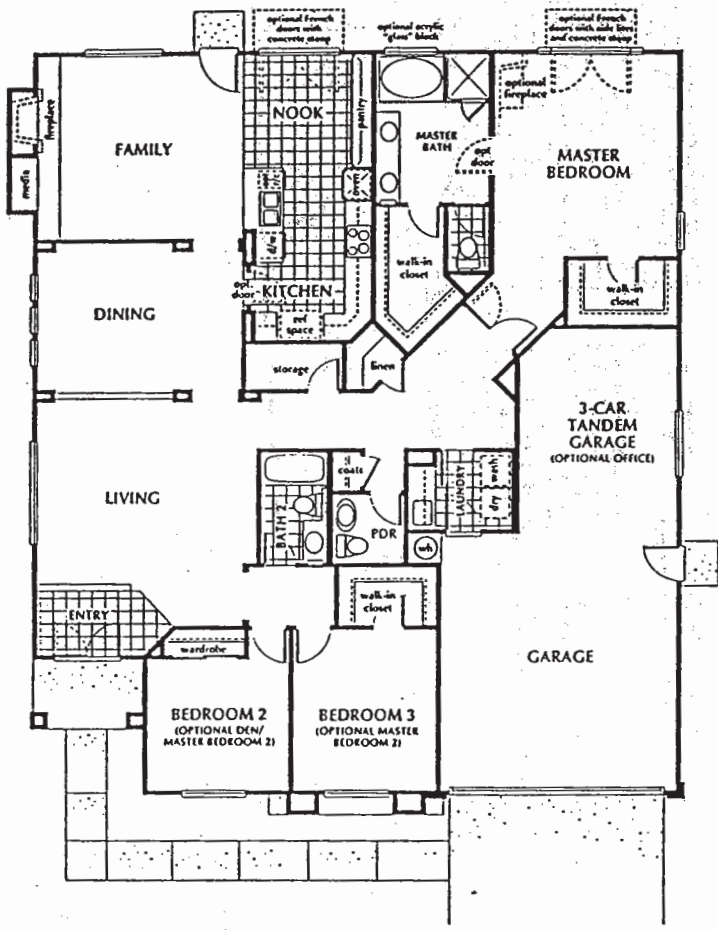 optional French
doors with
concrete stoop
optional acrylic
"glass" block
optional French
doors with side lites
and concrete stoop
fireplace
media
FAMILY
NOOK
pantry
MASTER
BATH
opt.
door
optional
fireplace
MASTER
BEDROOM
oven
d/w
opt.
door
KITCHEN
ref
space
DINING
walk-in
closet
walk-in
closet
storage
linen
3-CAR
TANDEM
GARAGE
(OPTIONAL OFFICE)
LIVING
BATH 2
coats
PDR
LAUNDRY
wash
dry
wh
ENTRY
wardrobe
walk-in
closet
GARAGE
BEDROOM 2
(OPTIONAL DEN/
MASTER BEDROOM 2)
BEDROOM 3
(OPTIONAL MASTER
BEDROOM 2)